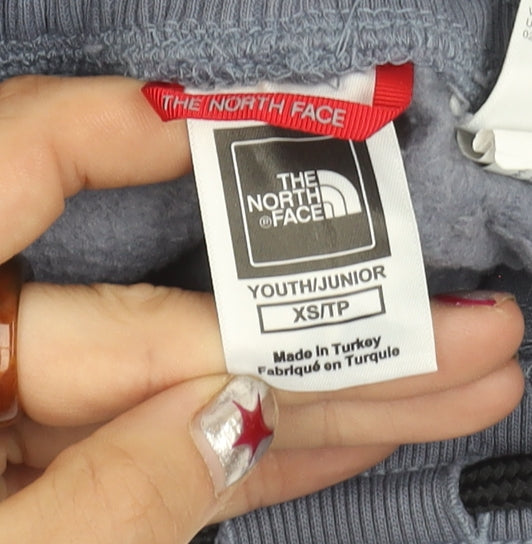 THE NORTH FACE
THE
NORTH
®FACE
YOUTH/JUNIOR
XS/TP
Made in Turkey
Fabriqué en Turquie